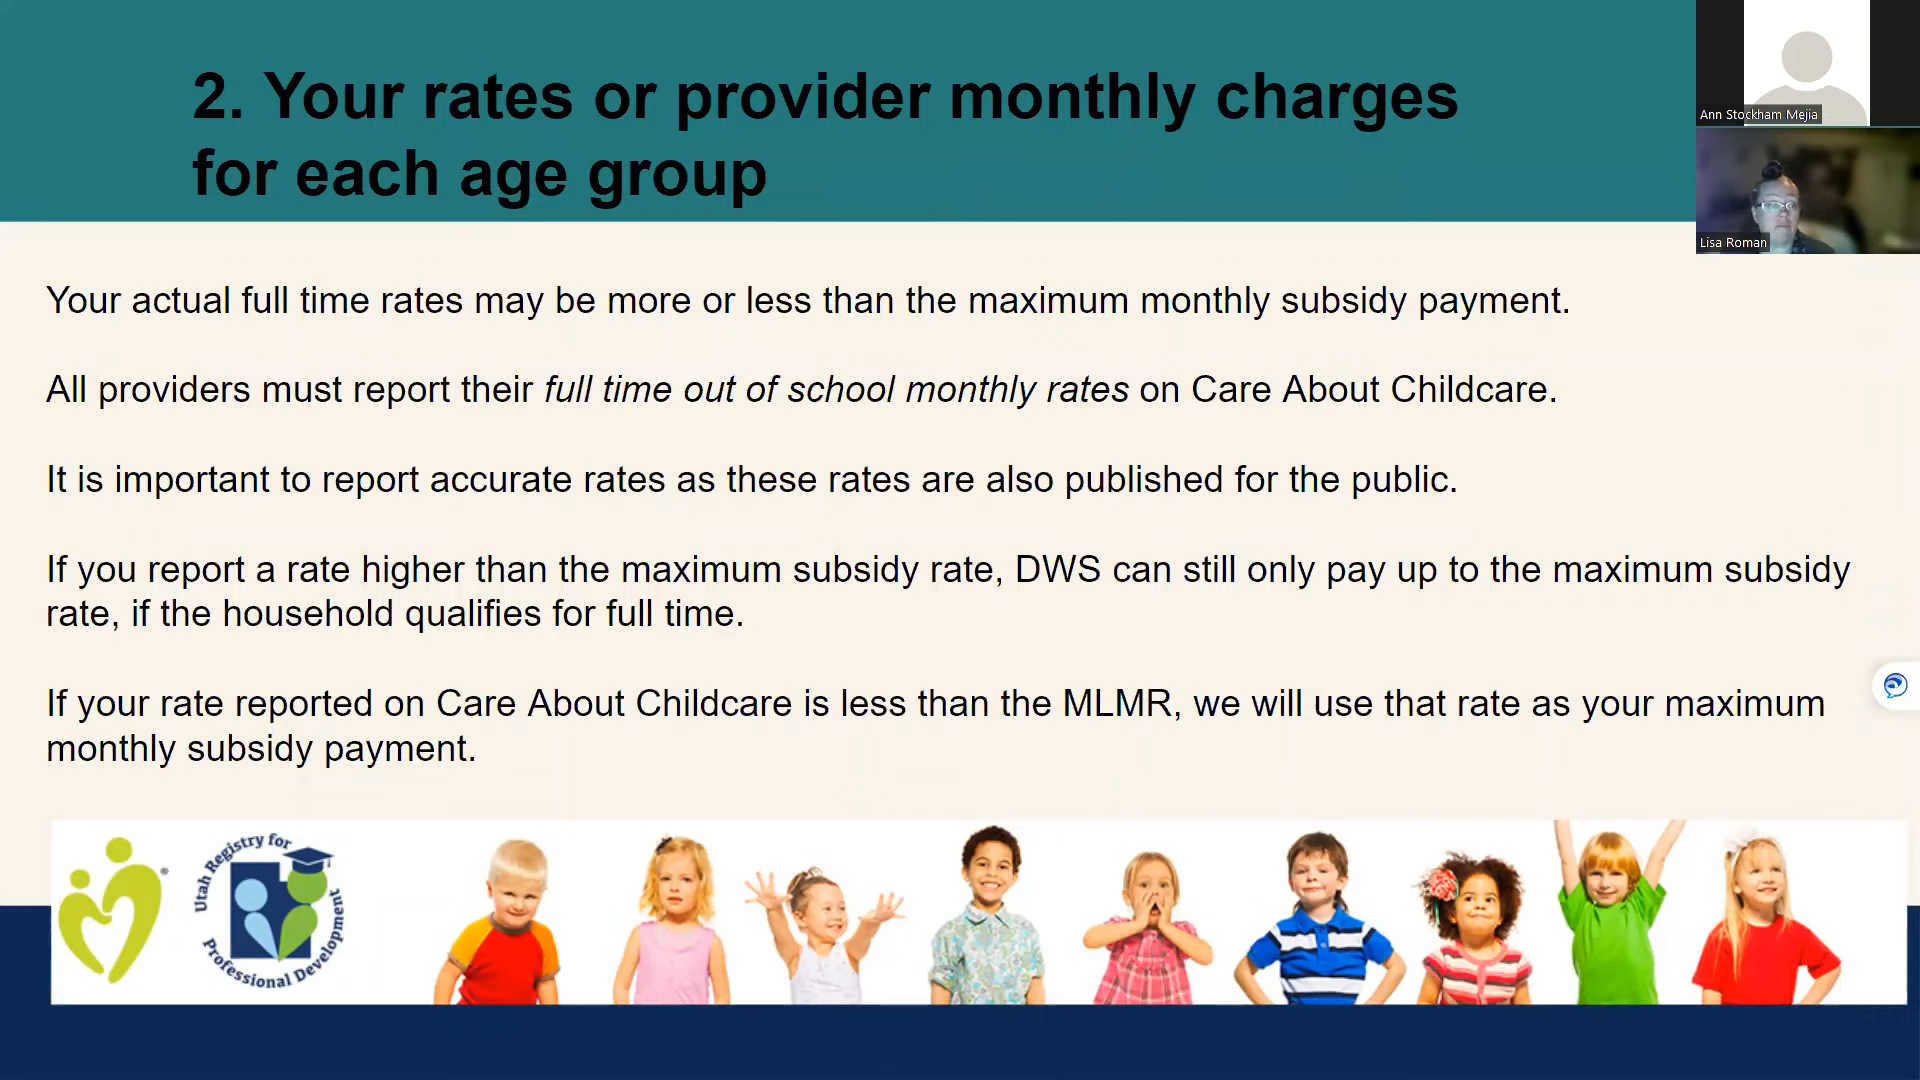 2. Your rates or provider monthly charges
for each age group
Ann Stockham Mejia
Lisa Roman
Your actual full time rates may be more or less than the maximum monthly subsidy payment.
All providers must report their full time out of school monthly rates on Care About Childcare.
It is important to report accurate rates as these rates are also published for the public.
If you report a rate higher than the maximum subsidy rate, DWS can still only pay up to the maximum subsidy
rate, if the household qualifies for full time.
If your rate reported on Care About Childcare is less than the MLMR, we will use that rate as your maximum
monthly subsidy payment.
®
Utah Registry for
Professional Development